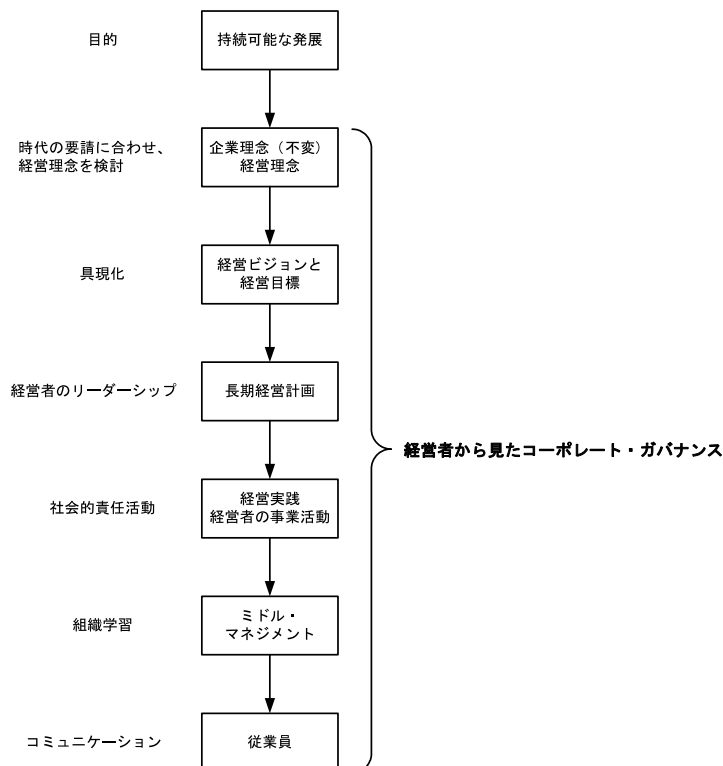 目的
持続可能な発展
時代の要請に合わせ、
経営理念を検討
企業理念（不変）
経営理念
具現化
経営ビジョンと
経営目標
経営者のリーダーシップ
長期経営計画
経営者から見たコーポレート・ガバナンス
社会的責任活動
経営実践
経営者の事業活動
組織学習
ミドル・
マネジメント
コミュニケーション
従業員